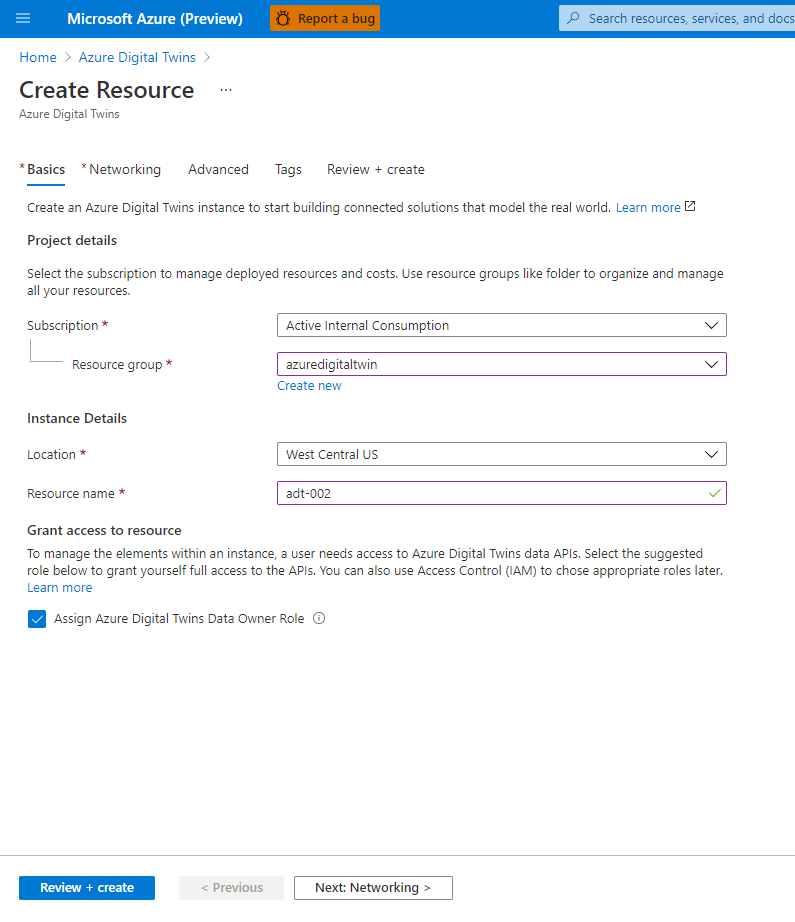 Microsoft Azure (Preview)
Report a bug
Search resources, services, and docs
Home > Azure Digital Twins >
Create Resource ...
Azure Digital Twins
* Basics * Networking Advanced Tags Review + create
Create an Azure Digital Twins instance to start building connected solutions that model the real world. Learn more
Project details
Select the subscription to manage deployed resources and costs. Use resource groups like folder to organize and manage
all your resources.
Subscription * Active Internal Consumption
Resource group * azuredigitaltwin
Create new
Instance Details
Location * West Central US
Resource name * adt-002
Grant access to resource
To manage the elements within an instance, a user needs access to Azure Digital Twins data APIs. Select the suggested
role below to grant yourself full access to the APIs. You can also use Access Control (IAM) to chose appropriate roles later.
Learn more
Assign Azure Digital Twins Data Owner Role
Review + create < Previous Next: Networking >